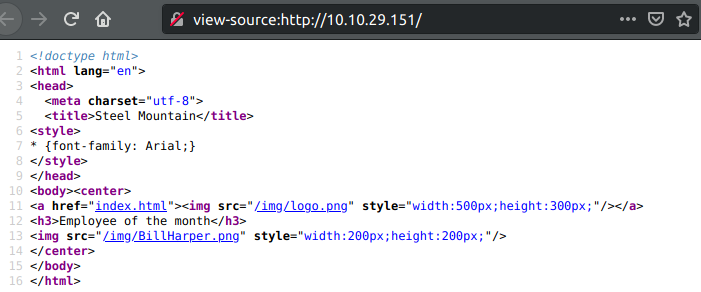 view-source:http://10.10.29.151/
1 <!doctype html>
2 <html lang="en">
3 <head>
4   <meta charset="utf-8">
5   <title>Steel Mountain</title>
6 <style>
7 * {font-family: Arial;}
8 </style>
9 </head>
10 <body><center>
11 <a href="index.html"><img src="/img/logo.png" style="width:500px;height:300px;"/></a>
12 <h3>Employee of the month</h3>
13 <img src="/img/BillHarper.png" style="width:200px;height:200px;"/>
14 </center>
15 </body>
16 </html>